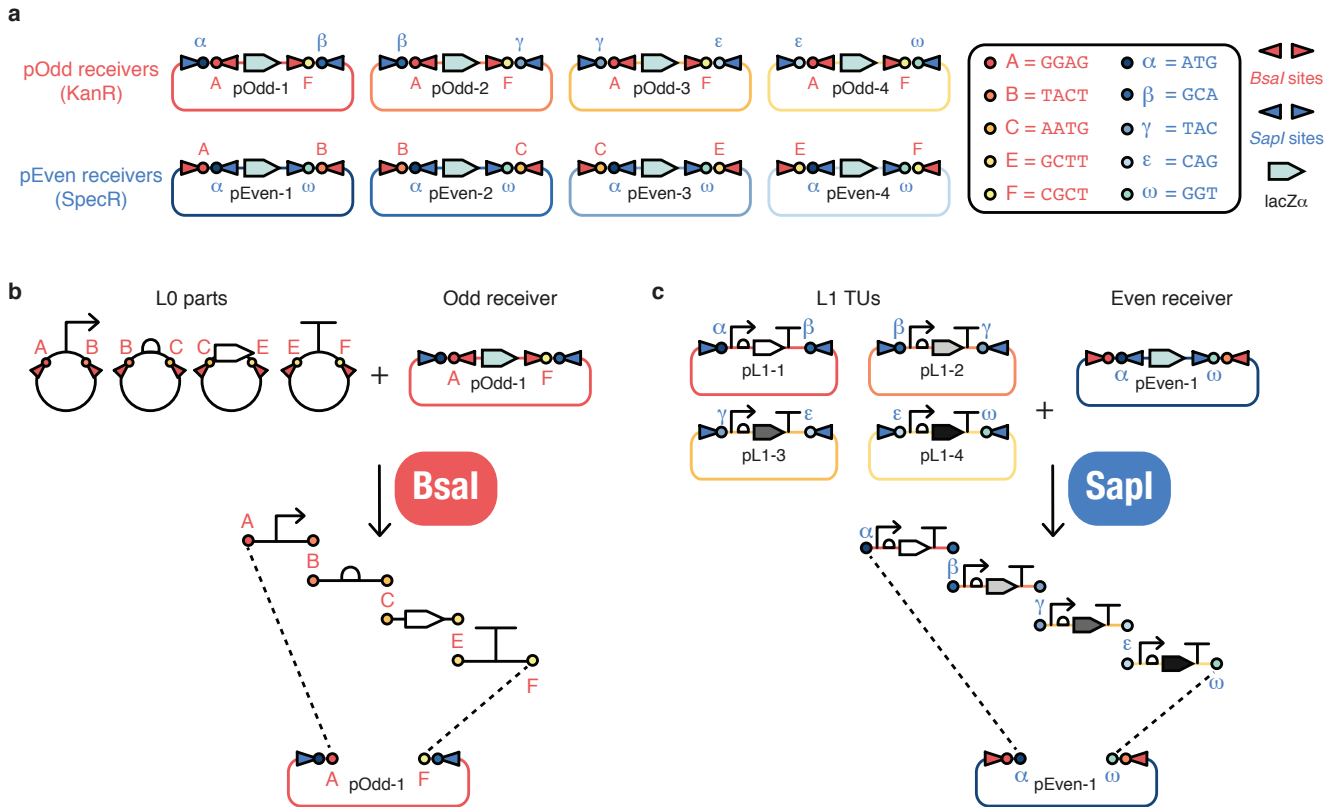 a
pOdd receivers
(KanR)
α β
A F
pOdd-1
β γ
A F
pOdd-2
γ ε
A F
pOdd-3
ε ω
A F
pOdd-4
pEven receivers
(SpecR)
A B
α ω
pEven-1
B C
α ω
pEven-2
C E
α ω
pEven-3
E F
α ω
pEven-4
A = GGAG
B = TACT
C = AATG
E = GCTT
F = CGCT
α = ATG
β = GCA
γ = TAC
ε = CAG
ω = GGT
BsaI sites
SapI sites
lacZα
b
L0 parts
Odd receiver
A B
B C
C E
E F
+
A F
pOdd-1
BsaI
A
B
C
E
F
A F
pOdd-1
c
L1 TUs
Even receiver
α β
pL1-1
β γ
pL1-2
γ ε
pL1-3
ε ω
pL1-4
+
α ω
pEven-1
SapI
α
β
γ
ε
ω
α ω
pEven-1